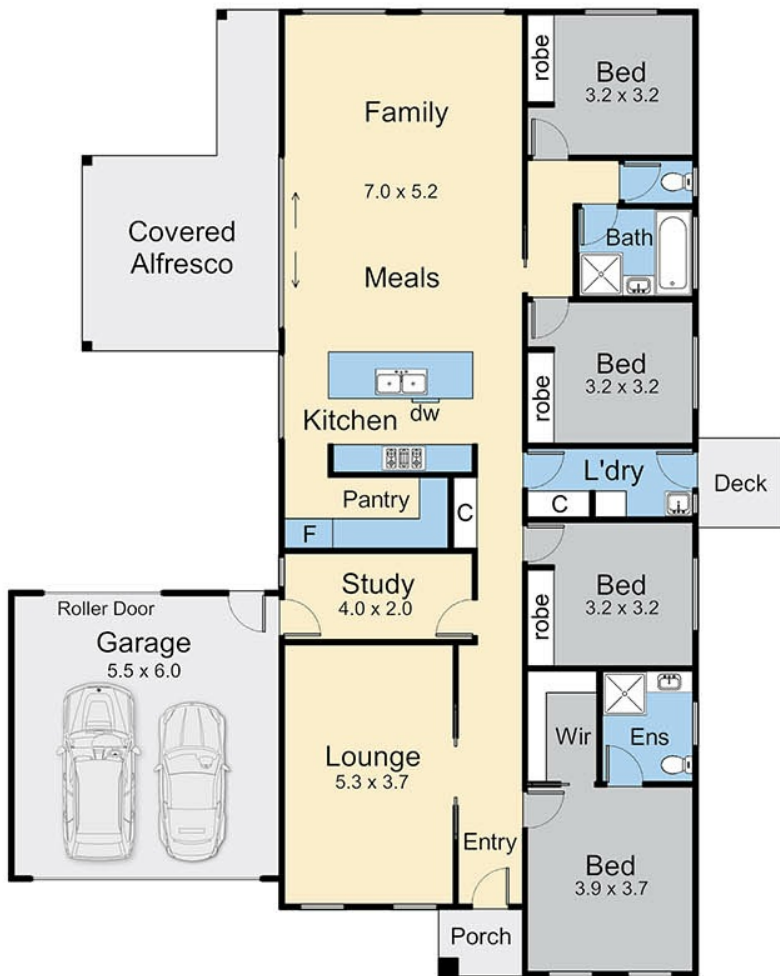 robe
Bed
3.2 x 3.2
Family
7.0 x 5.2
Covered
Alfresco
Bath
Meals
Bed
3.2 x 3.2
robe
dw
Kitchen
L'dry
Deck
Pantry
C
C
F
Study
4.0 x 2.0
Bed
3.2 x 3.2
robe
Roller Door
Garage
5.5 x 6.0
Lounge
5.3 x 3.7
Wir
Ens
Entry
Bed
3.9 x 3.7
Porch